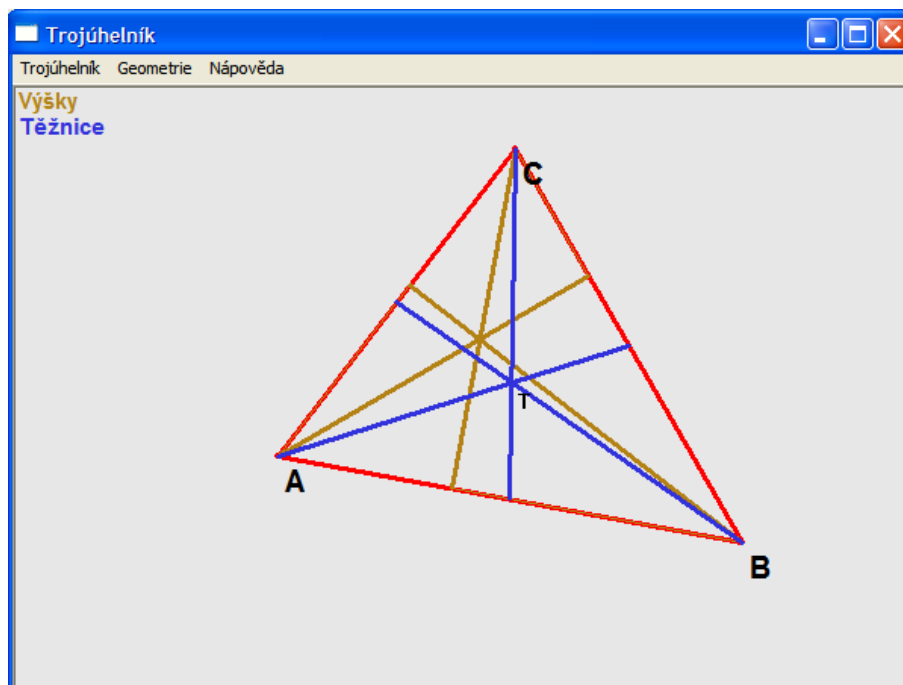 Trojúhelník
Trojúhelník Geometrie Nápověda
Výšky
Těžnice
C
T
A
B